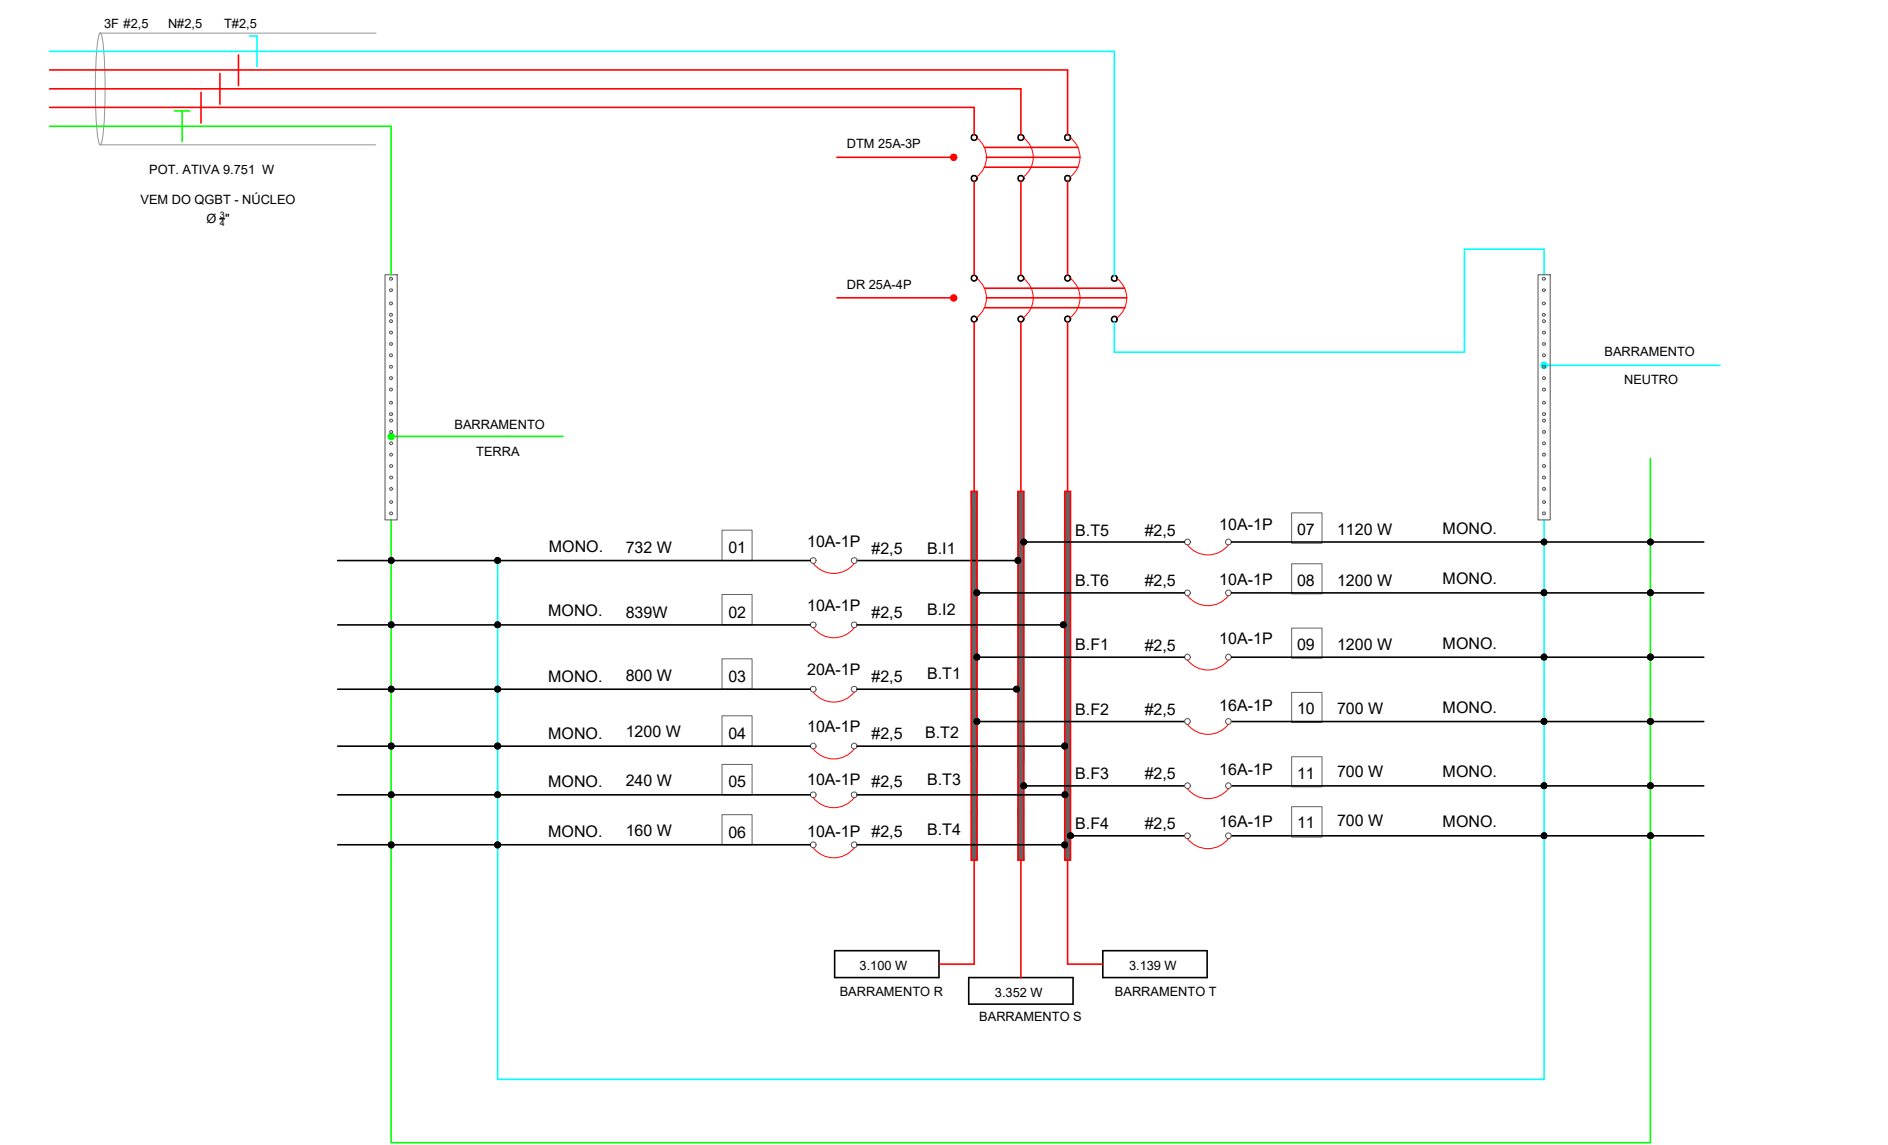 3F #2,5 N#2,5 T#2,5
POT. ATIVA 9.751 W
VEM DO QGBT - NÚCLEO
Ø 3/4"
DTM 25A-3P
DR 25A-4P
BARRAMENTO
TERRA
BARRAMENTO
NEUTRO
MONO. 732 W 01 10A-1P #2,5 B.I1
MONO. 839W 02 10A-1P #2,5 B.I2
MONO. 800 W 03 20A-1P #2,5 B.T1
MONO. 1200 W 04 10A-1P #2,5 B.T2
MONO. 240 W 05 10A-1P #2,5 B.T3
MONO. 160 W 06 10A-1P #2,5 B.T4
B.T5 #2,5 10A-1P 07 1120 W MONO.
B.T6 #2,5 10A-1P 08 1200 W MONO.
B.F1 #2,5 10A-1P 09 1200 W MONO.
B.F2 #2,5 16A-1P 10 700 W MONO.
B.F3 #2,5 16A-1P 11 700 W MONO.
B.F4 #2,5 16A-1P 11 700 W MONO.
3.100 W
BARRAMENTO R
3.352 W
BARRAMENTO S
3.139 W
BARRAMENTO T